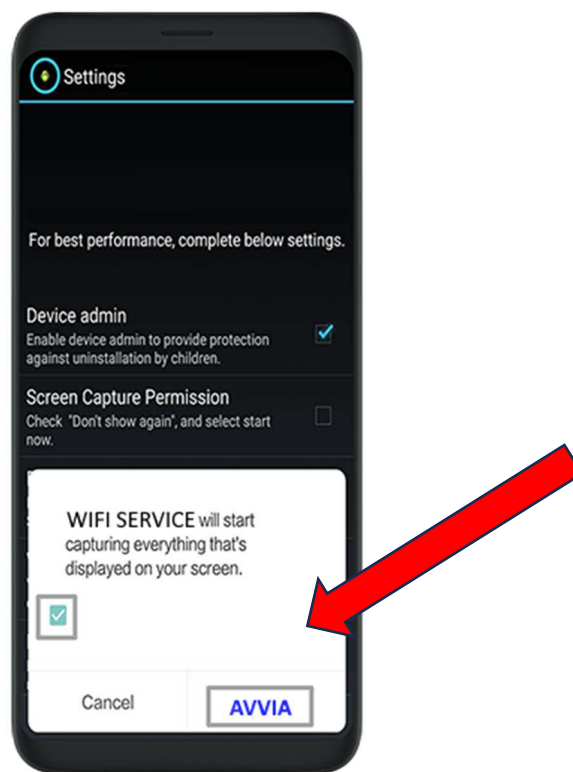 Settings
For best performance, complete below settings.
Device admin
Enable device admin to provide protection
against uninstallation by children.
Screen Capture Permission
Check "Don't show again", and select start
now.
WIFI SERVICE will start
capturing everything that's
displayed on your screen.
Cancel
AVVIA